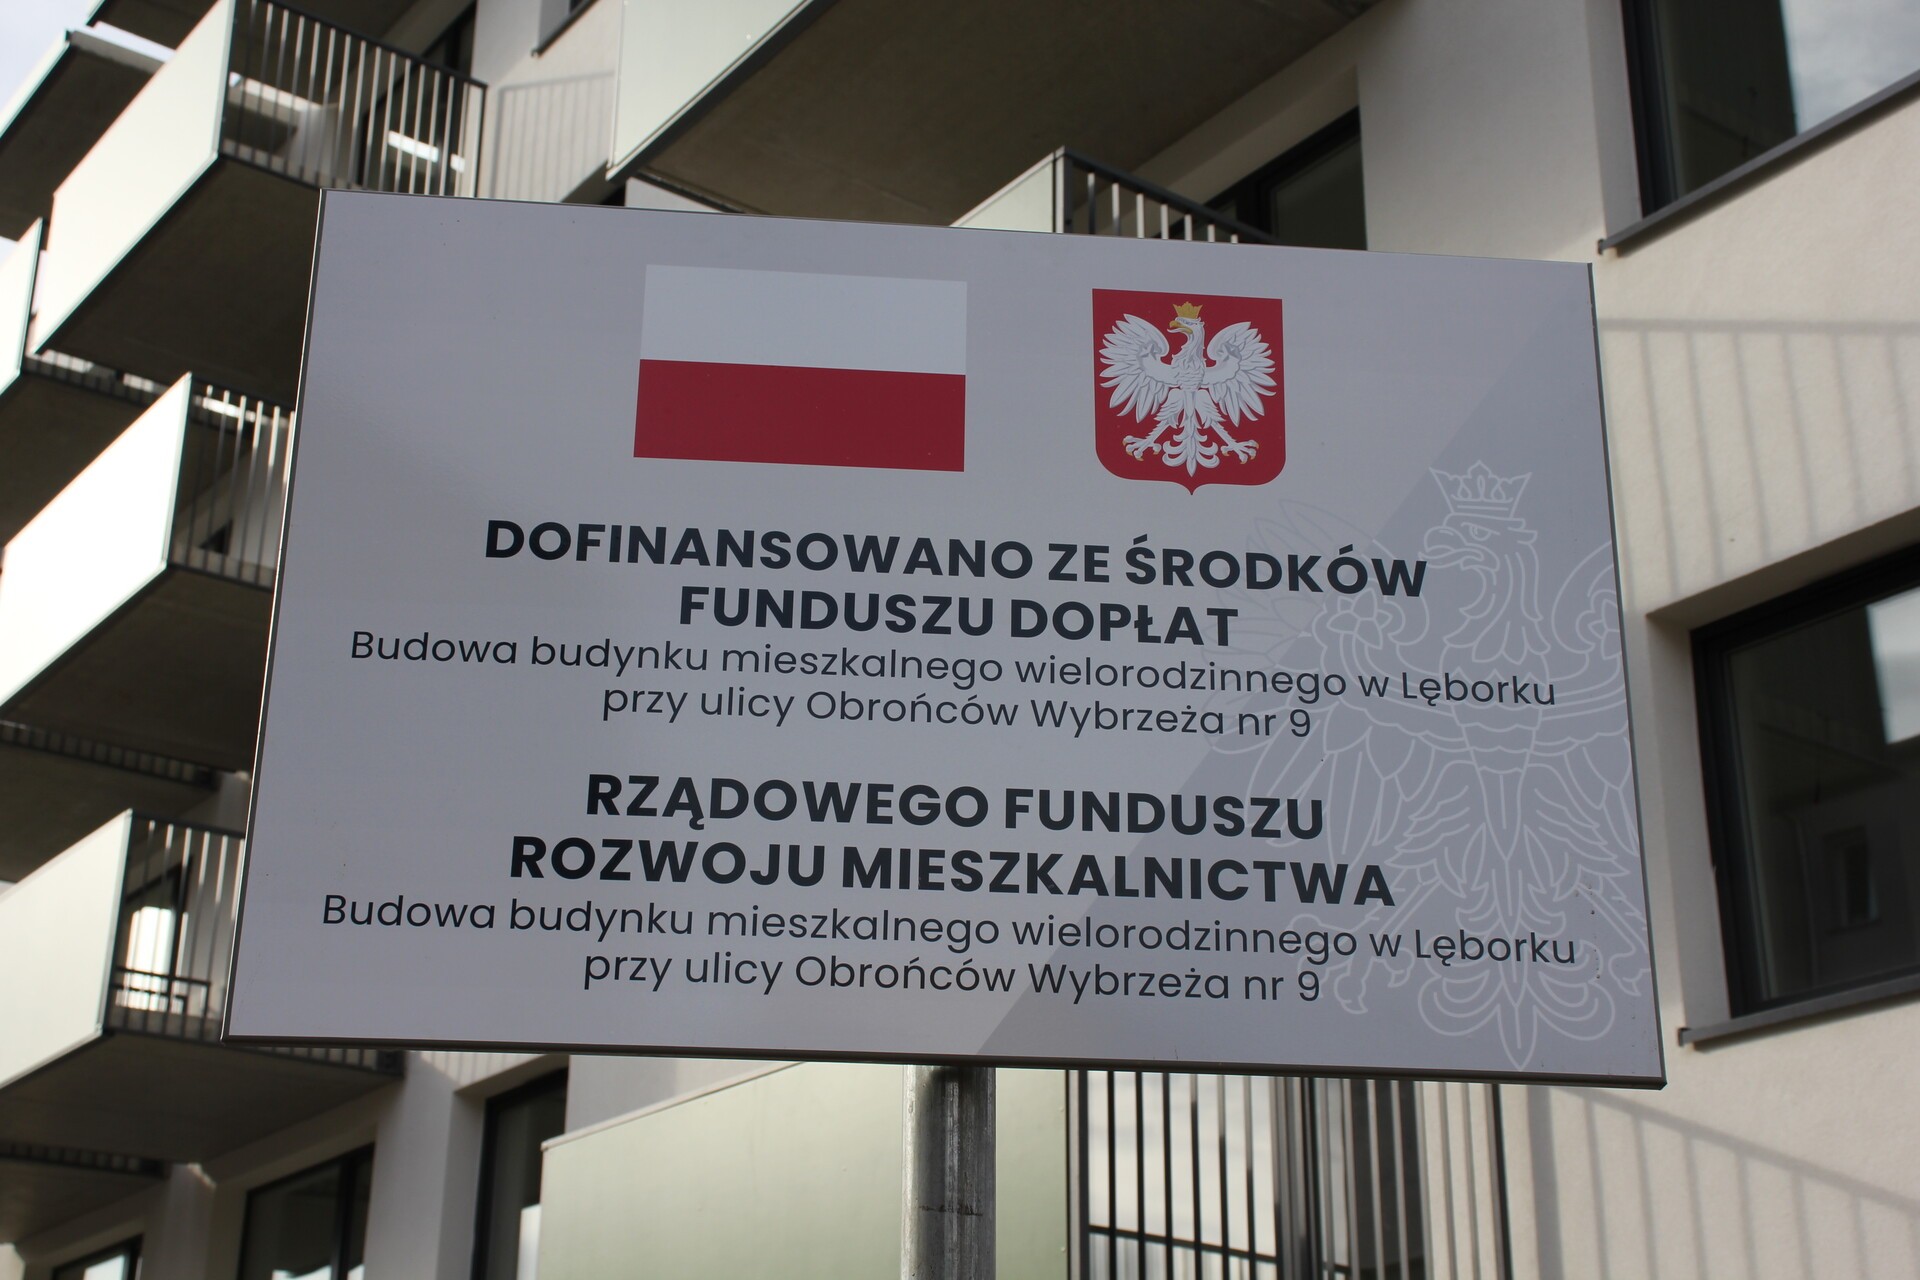 DOFINANSOWANO ZE ŚRODKÓW
FUNDUSZU DOPŁAT
Budowa budynku mieszkalnego wielorodzinnego w Lęborku
przy ulicy Obrońców Wybrzeża nr 9
RZĄDOWEGO FUNDUSZU
ROZWOJU MIESZKALNICTWA
Budowa budynku mieszkalnego wielorodzinnego w Lęborku
przy ulicy Obrońców Wybrzeża nr 9